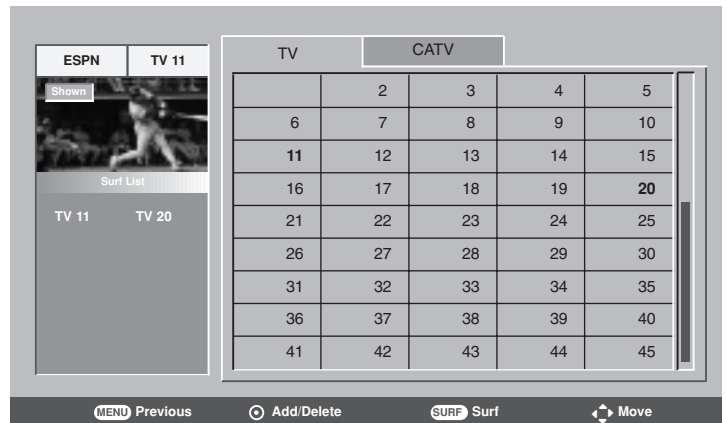 ESPN TV 11
Shown
Surf List
TV 11 TV 20
TV CATV
2 3 4 5
6 7 8 9 10
11 12 13 14 15
16 17 18 19 20
21 22 23 24 25
26 27 28 29 30
31 32 33 34 35
36 37 38 39 40
41 42 43 44 45
MENU Previous Add/Delete SURF Surf Move